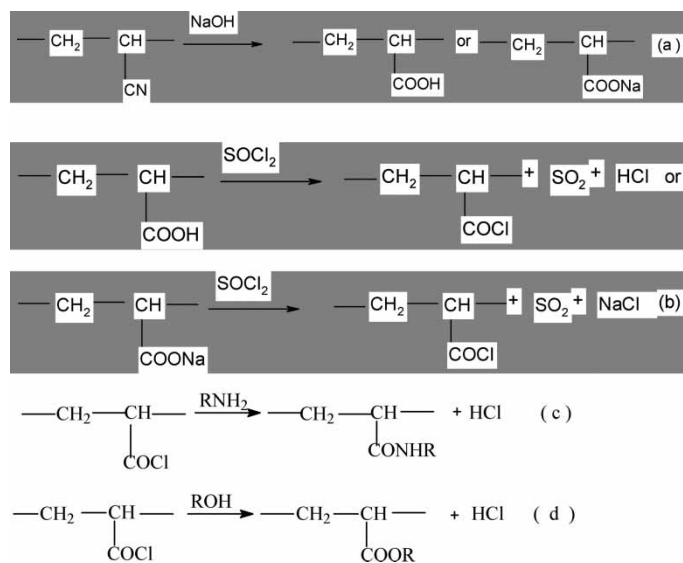 NaOH
CH₂ CH CH₂ CH or CH₂ CH (a)
CN COOH COONa
SOCl₂
CH₂ CH CH₂ CH + SO₂ + HCl or
COOH COCl
SOCl₂
CH₂ CH CH₂ CH + SO₂ + NaCl (b)
COONa COCl
RNH₂
CH₂ CH CH₂ CH + HCl ( c )
COCl CONHR
ROH
CH₂ CH CH₂ CH + HCl ( d )
COCl COOR